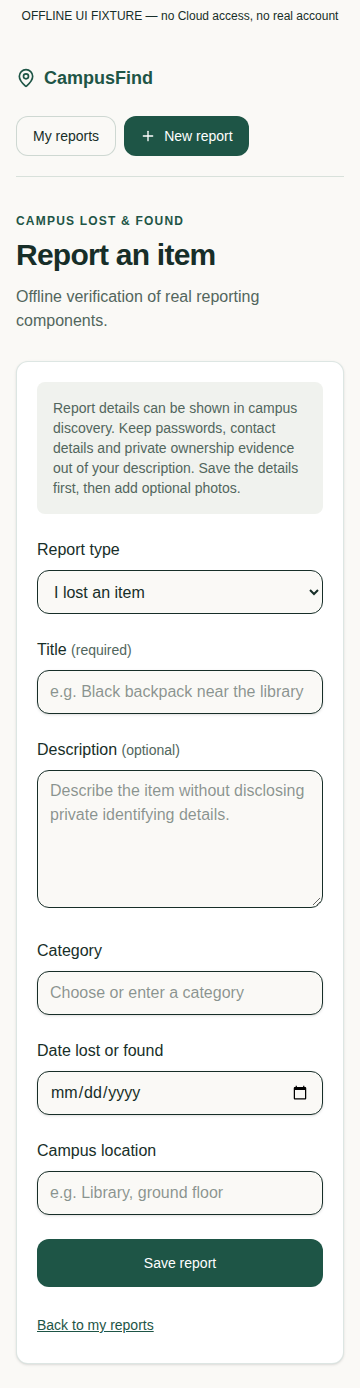 OFFLINE UI FIXTURE — no Cloud access, no real account
CampusFind
My reports
New report
CAMPUS LOST & FOUND
Report an item
Offline verification of real reporting
components.
Report details can be shown in campus
discovery. Keep passwords, contact
details and private ownership evidence
out of your description. Save the details
first, then add optional photos.
Report type
I lost an item
Title (required)
e.g. Black backpack near the library
Description (optional)
Describe the item without disclosing
private identifying details.
Category
Choose or enter a category
Date lost or found
mm/dd/yyyy
Campus location
e.g. Library, ground floor
Save report
Back to my reports